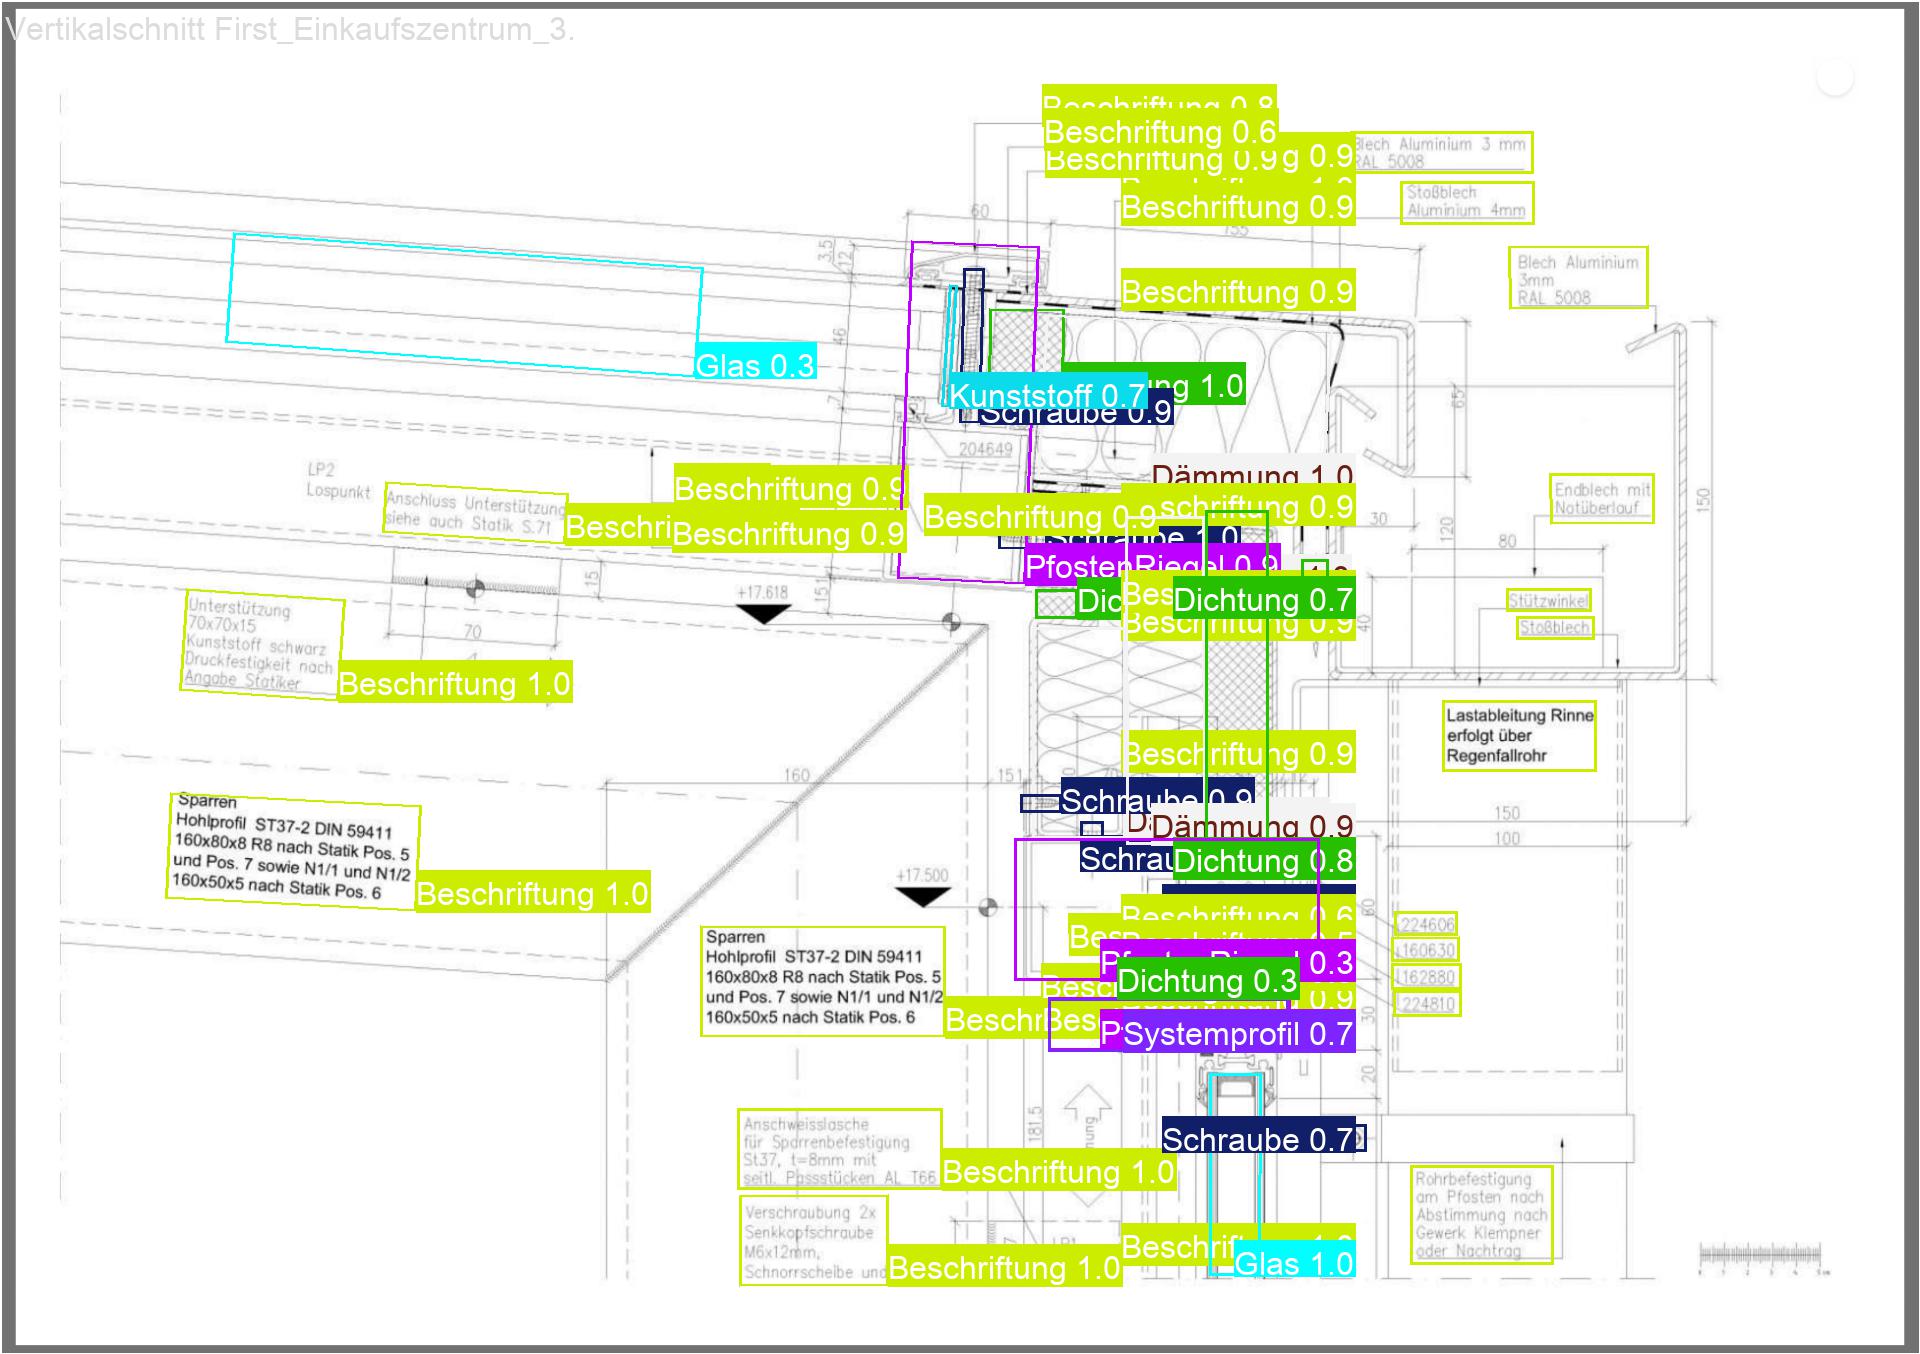 Vertikalschnitt First_Einkaufszentrum_3.
Beschriftung 0.8
Beschriftung 0.6
Beschriftung 0.9
g 0.9
Blech Aluminium 3 mm
RAL 5008
Beschriftung 0.9
Stoßblech
Aluminium 4mm
60
155
3,5
12
Blech Aluminium
3mm
RAL 5008
Beschriftung 0.9
46
Glas 0.3
Kunststoff 0.7
ng 1.0
Schraube 0.9
7
65
204649
LP2
Lospunkt
Anschluss Unterstützung
siehe auch Statik S.71
Beschriftung 0.9
Beschri
Beschriftung 0.9
Dämmung 1.0
schriftung 0.9
Beschriftung 0.9
Schraube 1.0
PfostenRiegel 0.9
30
120
80
150
Endblech mit
Notüberlauf
15
70
15
+17.618
Dic
Bes
Dichtung 0.7
Beschriftung 0.9
40
Stützwinkel
Stoßblech
Unterstützung
70x70x15
Kunststoff schwarz
Druckfestigkeit nach
Angabe Statiker
Beschriftung 1.0
Lastableitung Rinne
erfolgt über
Regenfallrohr
Beschriftung 0.9
160
151
70
12
Schraube 0.9
Dämmung 0.9
150
100
Sparren
Hohlprofil ST37-2 DIN 59411
160x80x8 R8 nach Statik Pos. 5
und Pos. 7 sowie N1/1 und N1/2
160x50x5 nach Statik Pos. 6
Beschriftung 1.0
Schrau
Dichtung 0.8
+17.500
60
Beschriftung 0.6
224606
160630
162880
224810
Sparren
Hohlprofil ST37-2 DIN 59411
160x80x8 R8 nach Statik Pos. 5
und Pos. 7 sowie N1/1 und N1/2
160x50x5 nach Statik Pos. 6
Bes
PfostenRiegel 0.3
Dichtung 0.3
Besc
0.9
Beschr
Bes
P
Systemprofil 0.7
30
20
181.5
Anschweisslasche
für Sparrenbefestigung
St37, t=8mm mit
seitl. Passstücken AL T66
Beschriftung 1.0
Schraube 0.7
Verschraubung 2x
Senkkopfschraube
M6x12mm,
Schnorrscheibe und
Beschriftung 1.0
LP1
Beschrif
Glas 1.0
Rohrbefestigung
am Pfosten nach
Abstimmung nach
Gewerk Klempner
oder Nachtrag